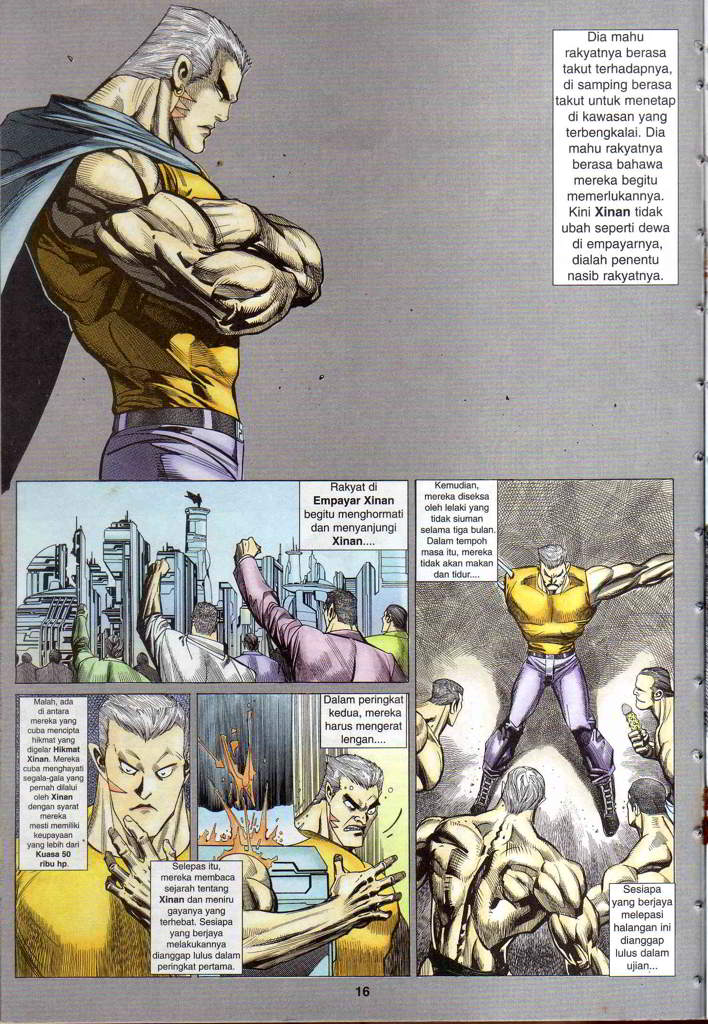 Dia mahu
rakyatnya berasa
takut terhadapnya,
di samping berasa
takut untuk menetap
di kawasan yang
terbengkalai. Dia
mahu rakyatnya
berasa bahawa
mereka begitu
memerlukannya.
Kini Xinan tidak
ubah seperti dewa
di empayarnya,
dialah penentu
nasib rakyatnya.
Rakyat di
Empayar Xinan
begitu menghormati
dan menyanjungi
Xinan....
Kemudian,
mereka diseksa
oleh lelaki yang
tidak siuman
selama tiga bulan.
Dalam tempoh
masa itu, mereka
tidak akan makan
dan tidur....
Malah, ada
di antara
mereka yang
cuba mencipta
hikmat yang
digelar Hikmat
Xinan. Mereka
cuba menghayati
segala-gala yang
pernah dilalui
oleh Xinan
dengan syarat
mereka
mesti memiliki
keupayaan
yang lebih dari
Kuasa 50
ribu hp.
Selepas itu,
mereka membaca
sejarah tentang
Xinan dan meniru
gayanya yang
terhebat. Sesiapa
yang berjaya
melakukannya
dianggap lulus dalam
peringkat pertama.
Dalam peringkat
kedua, mereka
harus mengerat
lengan....
Sesiapa
yang berjaya
melepasi
halangan ini
dianggap
lulus dalam
ujian...
16